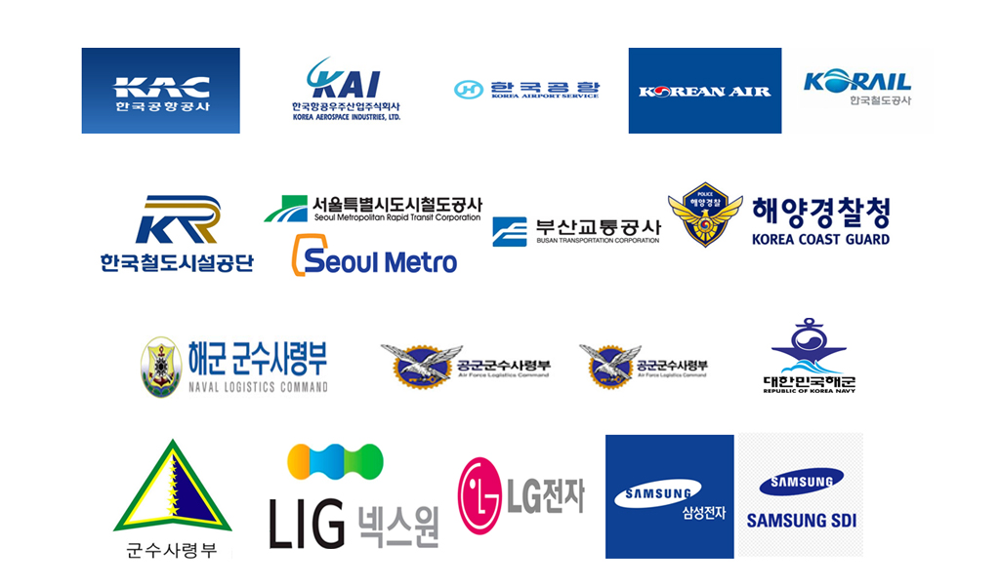 KAC
한국공항공사
KAI
한국항공우주산업주식회사
KOREA AEROSPACE INDUSTRIES, LTD.
한국공항
KOREA AIRPORT SERVICE
KOREAN AIR
KORAIL
한국철도공사
KR
한국철도시설공단
서울특별시도시철도공사
Seoul Metropolitan Rapid Transit Corporation
Seoul Metro
부산교통공사
BUSAN TRANSPORTATION CORPORATION
POLICE
해양경찰
해양경찰청
KOREA COAST GUARD
해군 군수사령부
NAVAL LOGISTICS COMMAND
공군군수사령부
Air Force Logistics Command
공군군수사령부
Air Force Logistics Command
대한민국해군
REPUBLIC OF KOREA NAVY
군수사령부
LIG 넥스원
LG전자
SAMSUNG
삼성전자
SAMSUNG
SAMSUNG SDI